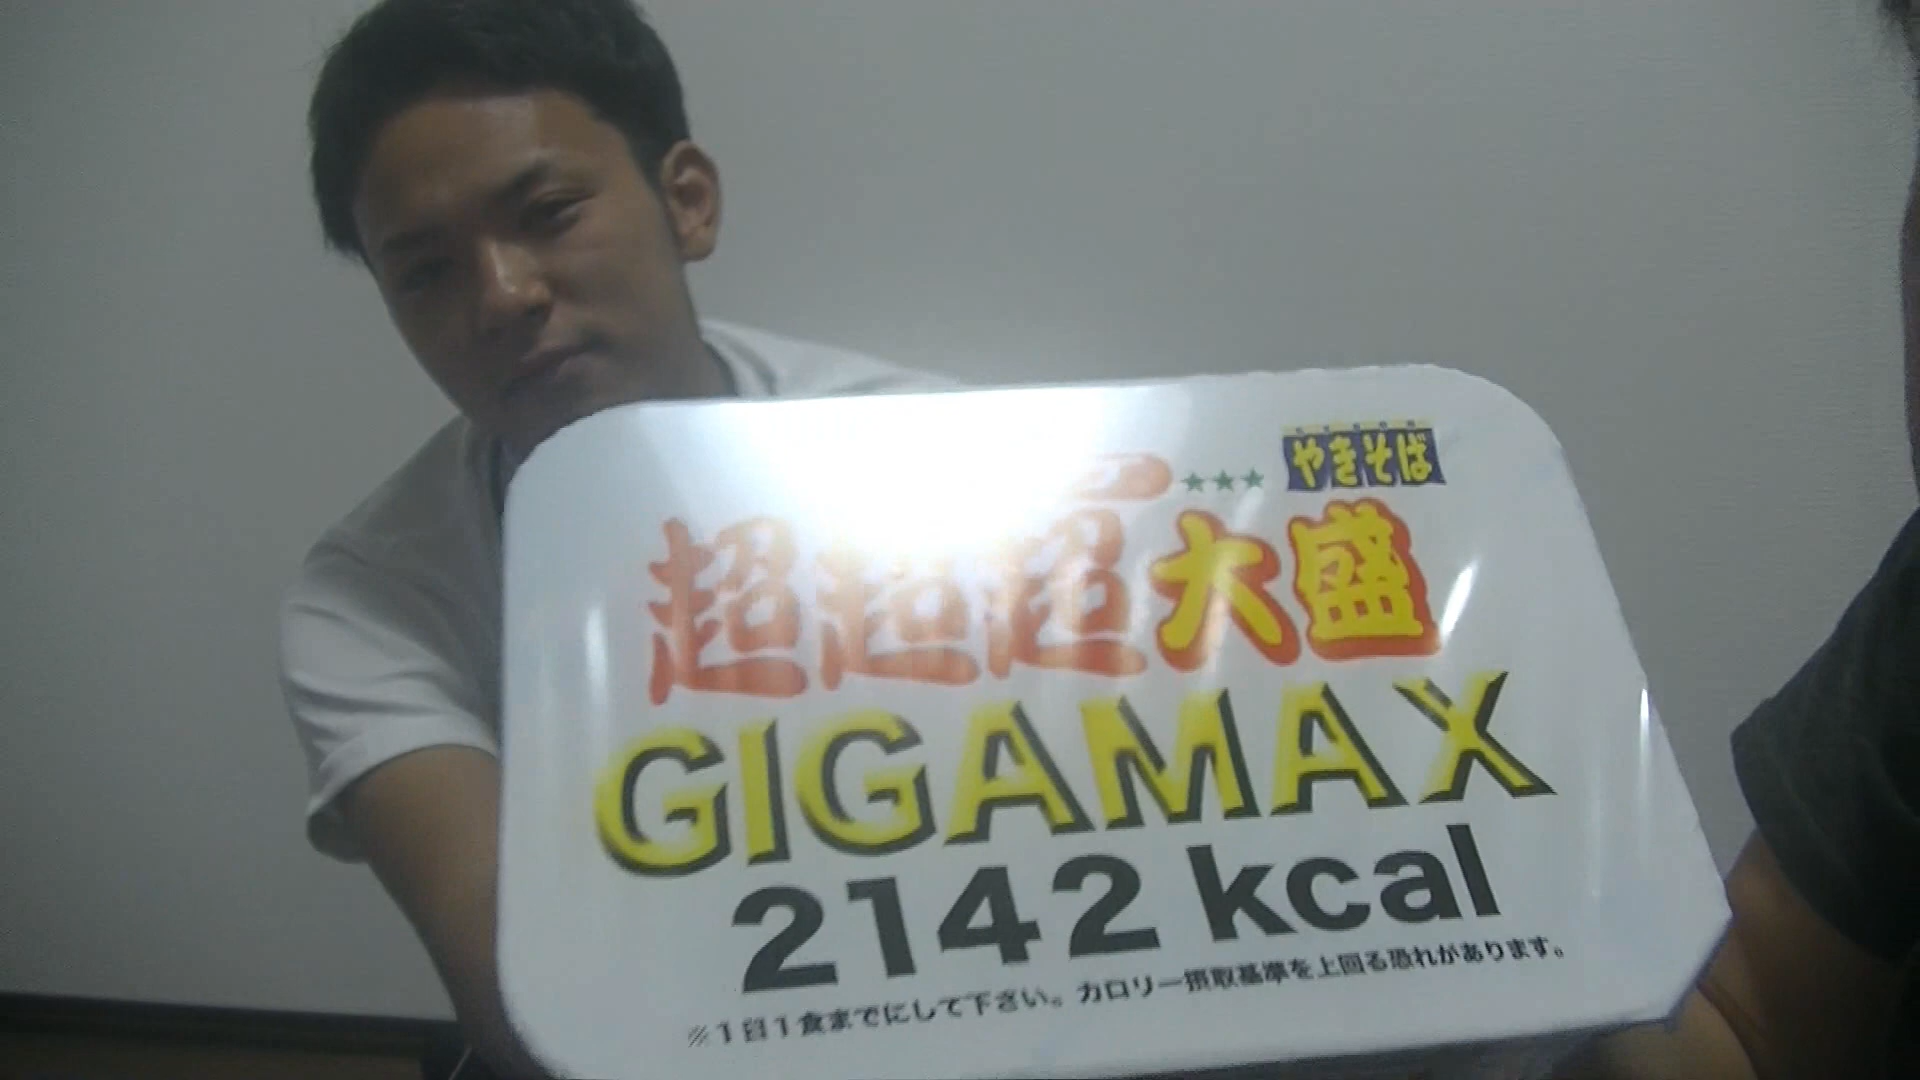 ★★★
やきそば
超超超大盛
GIGAMAX
2142 kcal
※1日1食までにして下さい。カロリー摂取基準を上回る恐れがあります。